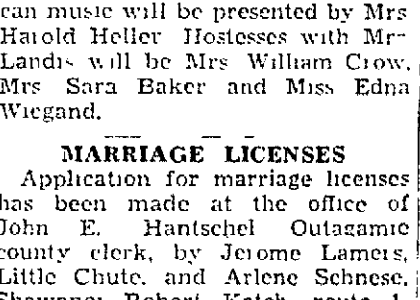 can music will be presented by Mrs
Harold Heller Hostesses with Mr-
Landis will be Mrs William Crow,
Mrs Sara Baker and Miss Edna
Wiegand.
MARRIAGE LICENSES
Application for marriage licenses
has been made at the office of
John E. Hantschel Outagamie
county clerk, by Jerome Lamers,
Little Chute, and Arlene Schnese,
Robert route 1